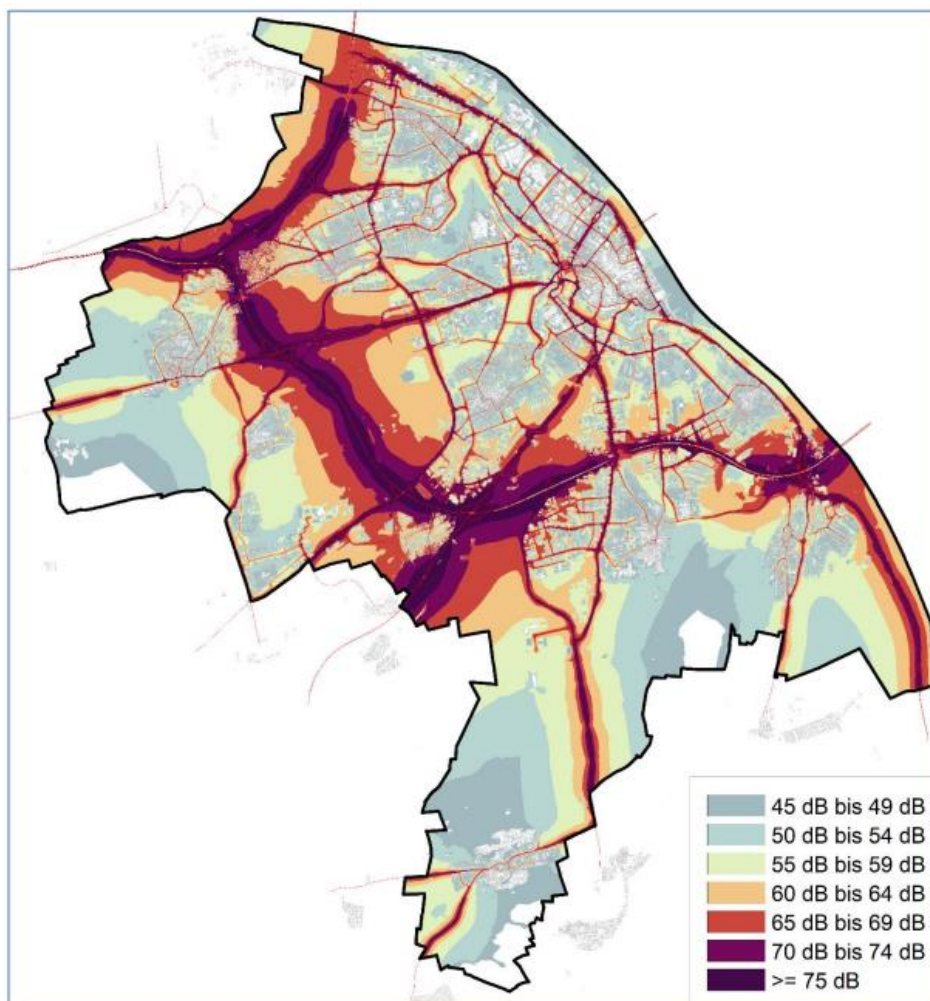 45 dB bis 49 dB
50 dB bis 54 dB
55 dB bis 59 dB
60 dB bis 64 dB
65 dB bis 69 dB
70 dB bis 74 dB
>= 75 dB